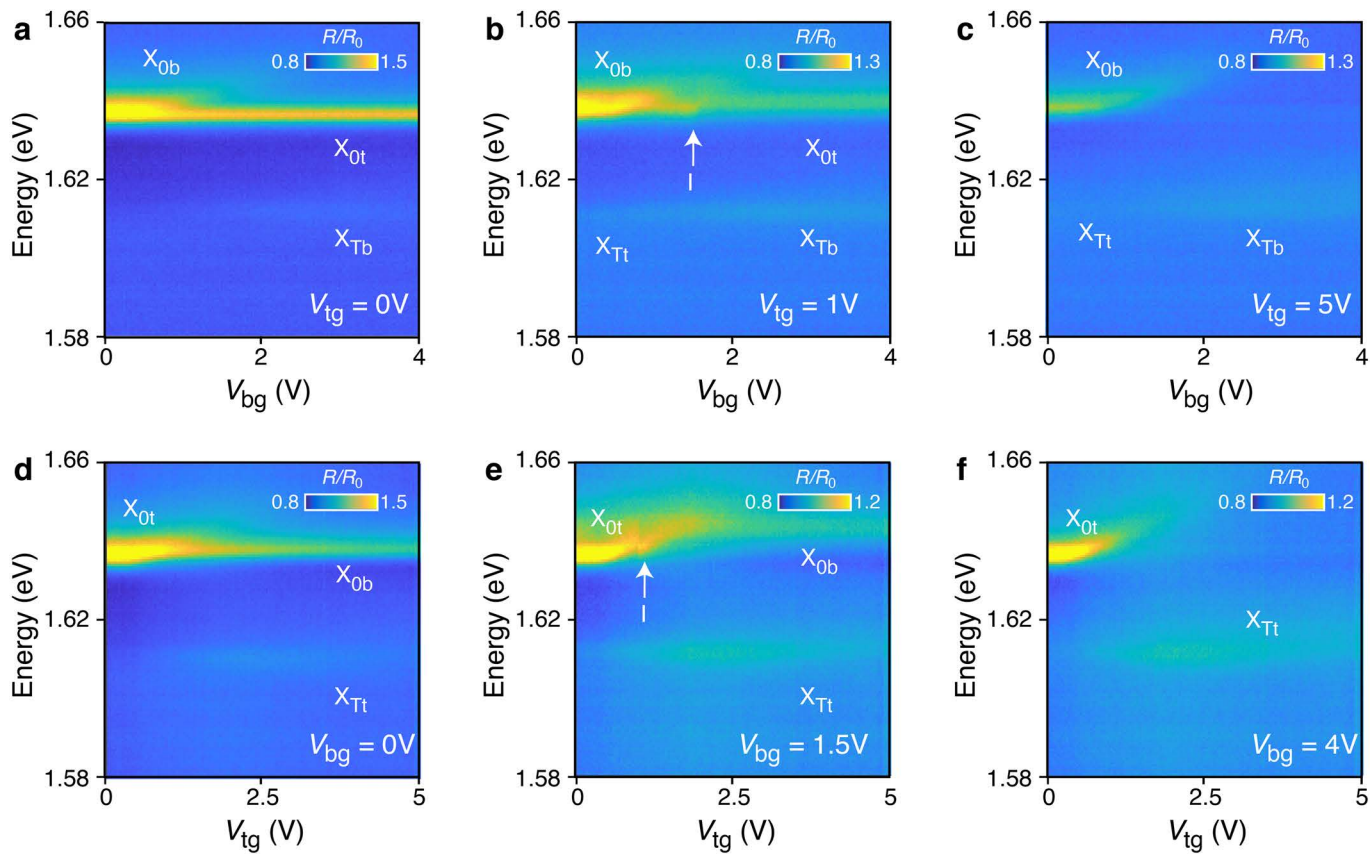 a
1.66
1.62
1.58
Energy (eV)
X0b
R/R0
0.8 1.5
X0t
XTb
Vtg = 0V
0 2 4
Vbg (V)
b
1.66
1.62
1.58
Energy (eV)
X0b
R/R0
0.8 1.3
X0t
XTt
XTb
Vtg = 1V
0 2 4
Vbg (V)
c
1.66
1.62
1.58
Energy (eV)
X0b
R/R0
0.8 1.3
XTt
XTb
Vtg = 5V
0 2 4
Vbg (V)
d
1.66
1.62
1.58
Energy (eV)
X0t
R/R0
0.8 1.5
X0b
XTt
Vbg = 0V
0 2.5 5
Vtg (V)
e
1.66
1.62
1.58
Energy (eV)
X0t
R/R0
0.8 1.2
X0b
XTt
Vbg = 1.5V
0 2.5 5
Vtg (V)
f
1.66
1.62
1.58
Energy (eV)
X0t
R/R0
0.8 1.2
XTt
Vbg = 4V
0 2.5 5
Vtg (V)